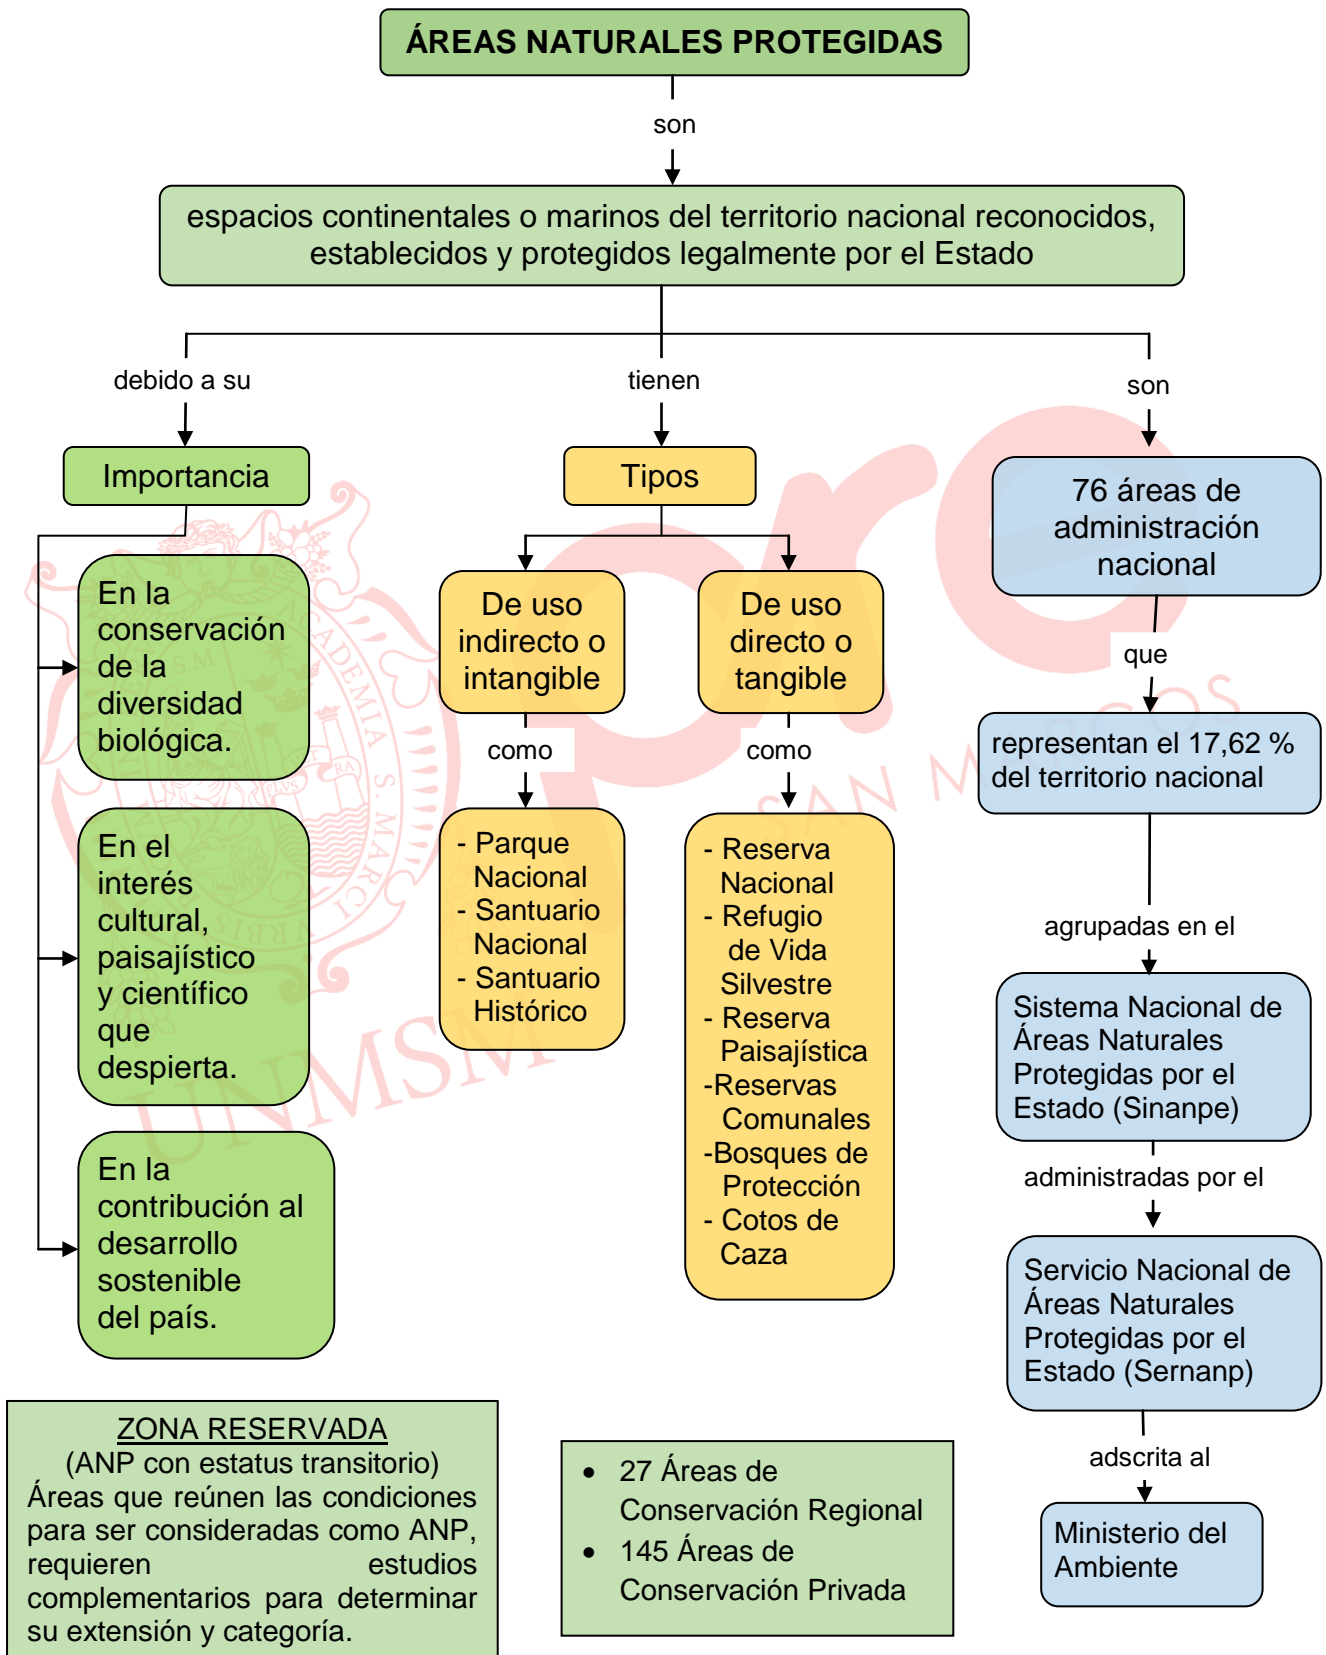 ÁREAS NATURALES PROTEGIDAS
son
espacios continentales o marinos del territorio nacional reconocidos,
establecidos y protegidos legalmente por el Estado
debido a su
Importancia
En la
conservación
de la
diversidad
biológica.
En el
interés
cultural,
paisajístico
y científico
que
despierta.
En la
contribución al
desarrollo
sostenible
del país.
tienen
Tipos
De uso
indirecto o
intangible
como
- Parque
Nacional
- Santuario
Nacional
- Santuario
Histórico
De uso
directo o
tangible
como
- Reserva
Nacional
- Refugio
de Vida
Silvestre
- Reserva
Paisajística
-Reservas
Comunales
-Bosques de
Protección
- Cotos de
Caza
son
76 áreas de
administración
nacional
que
representan el 17,62 %
del territorio nacional
agrupadas en el
Sistema Nacional de
Áreas Naturales
Protegidas por el
Estado (Sinanpe)
administradas por el
Servicio Nacional de
Áreas Naturales
Protegidas por el
Estado (Sernanp)
adscrita al
Ministerio del
Ambiente
ZONA RESERVADA
(ANP con estatus transitorio)
Áreas que reúnen las condiciones
para ser consideradas como ANP,
requieren estudios
complementarios para determinar
su extensión y categoría.
• 27 Áreas de
Conservación Regional
• 145 Áreas de
Conservación Privada
pre
SAN MARCOS
UNMSM